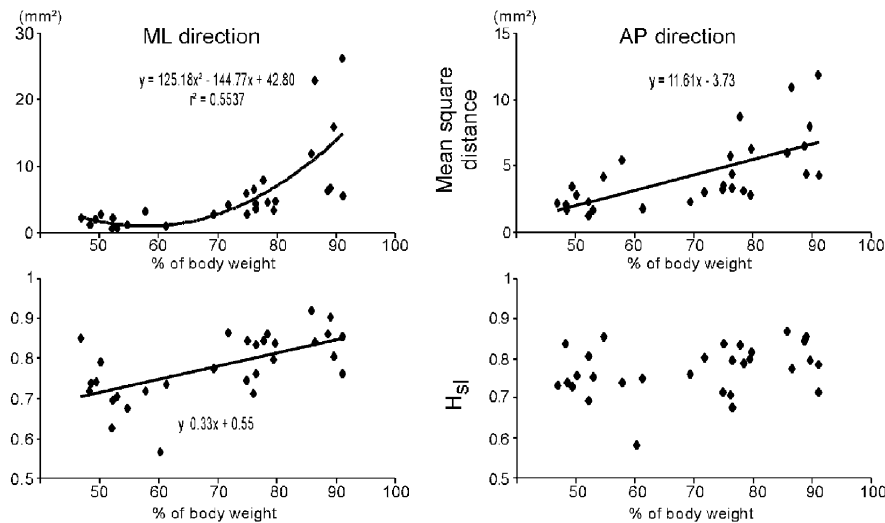 (mm²)
ML direction
30
20
10
0
y = 125.18x² - 144.77x + 42.80
r² = 0.5537
50 60 70 80 90 100
% of body weight
(mm²)
AP direction
Mean square
distance
15
10
5
0
y = 11.61x - 3.73
50 60 70 80 90 100
% of body weight
1
0.9
0.8
0.7
0.6
0.5
y 0.33x + 0.55
50 60 70 80 90 100
% of body weight
Hsl
1
0.9
0.8
0.7
0.6
0.5
50 60 70 80 90 100
% of body weight